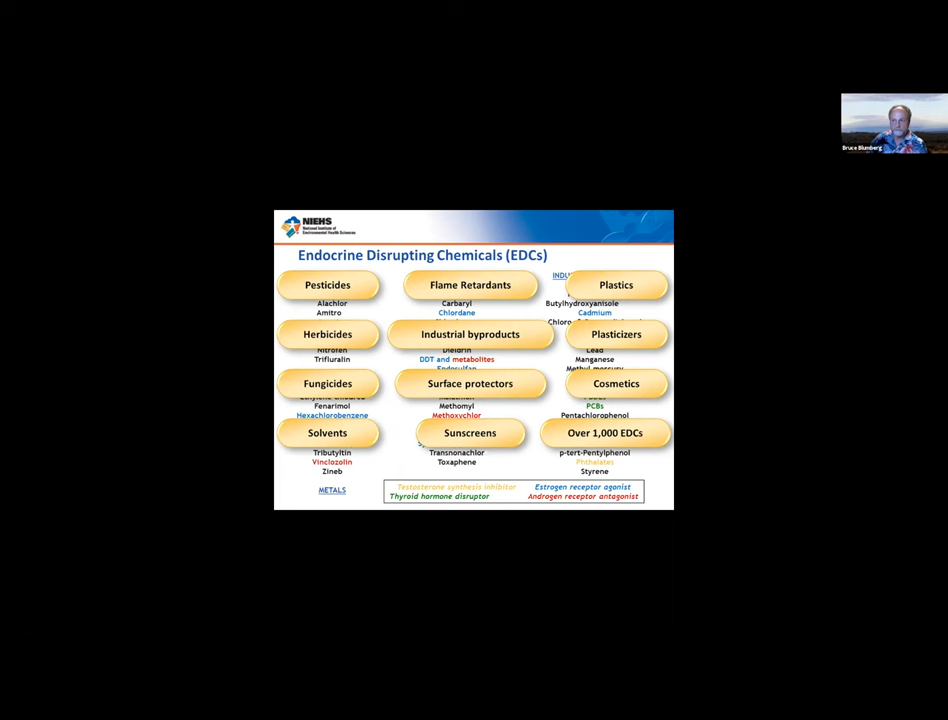 NIEHS
National Institute of
Environmental Health Sciences
Endocrine Disrupting Chemicals (EDCs)
Pesticides
Flame Retardants
Plastics
Alachlor
Carbaryl
Butylhydroxyanisole
Amitro
Chlordane
Cadmium
Herbicides
Industrial byproducts
Plasticizers
Nitrofen
Dieldrin
Lead
Trifluralin
DDT and metabolites
Manganese
Fungicides
Surface protectors
Cosmetics
Fenarimol
Methomyl
PCBs
Hexachlorobenzene
Methoxychlor
Pentachlorophenol
Solvents
Sunscreens
Over 1,000 EDCs
Tributyltin
Transnonachlor
p-tert-Pentylphenol
Vinclozolin
Toxaphene
Phthalates
Zineb
Styrene
METALS
Testosterone synthesis inhibitor
Estrogen receptor agonist
Thyroid hormone disruptor
Androgen receptor antagonist
Bruce Blumberg